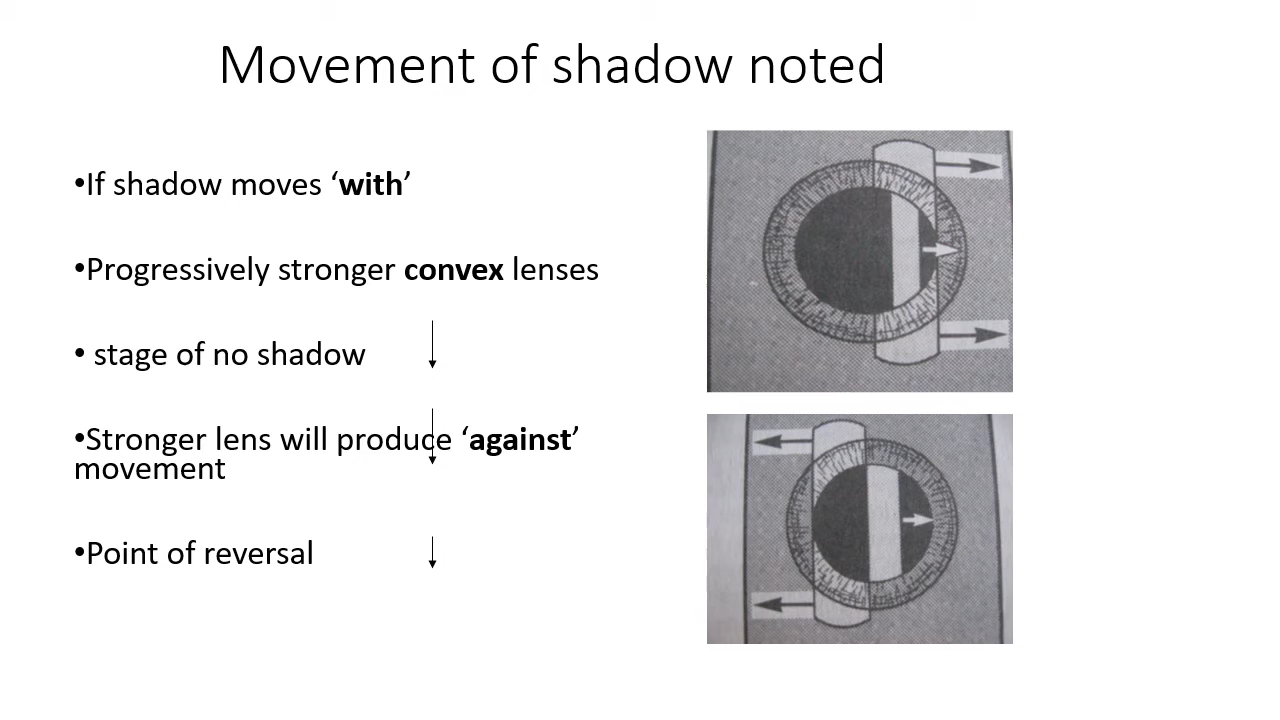 Movement of shadow noted
•If shadow moves ‘with’
•Progressively stronger convex lenses
• stage of no shadow
•Stronger lens will produce ‘against’
movement
•Point of reversal